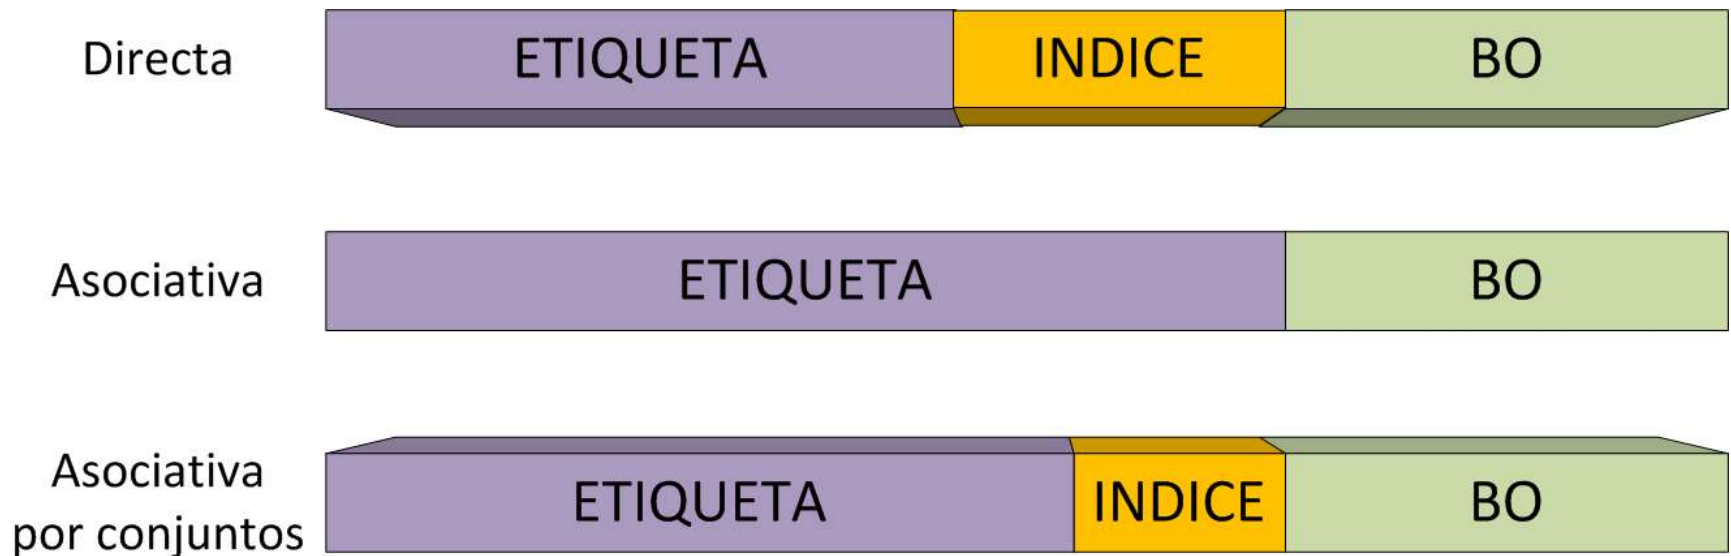 Directa ETIQUETA INDICE BO
Asociativa ETIQUETA BO
Asociativa
por conjuntos ETIQUETA INDICE BO